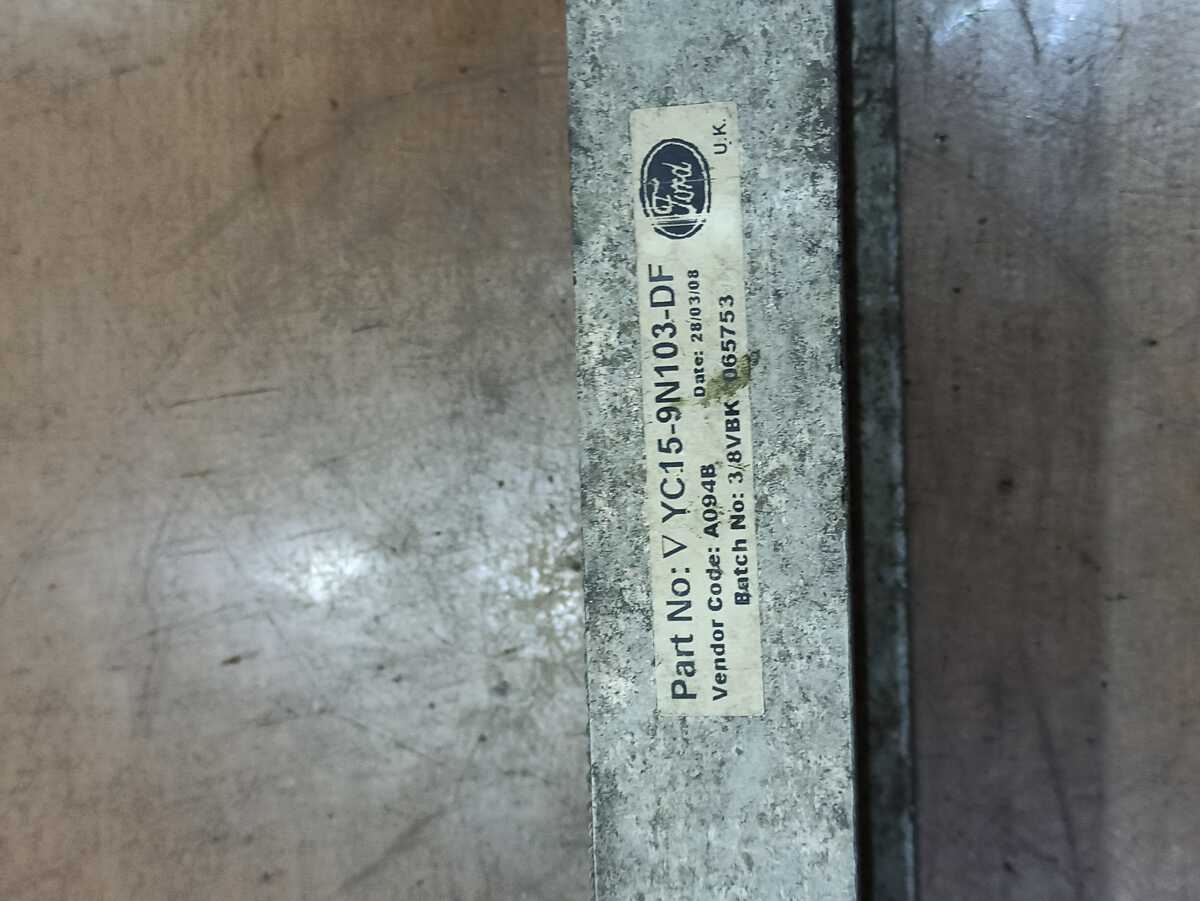 Part No: ∇ YC15-9N103-DF
Vendor Code: A094B Date: 28/03/08
Batch No: 3/8VBK 065753
Ford
U.K.